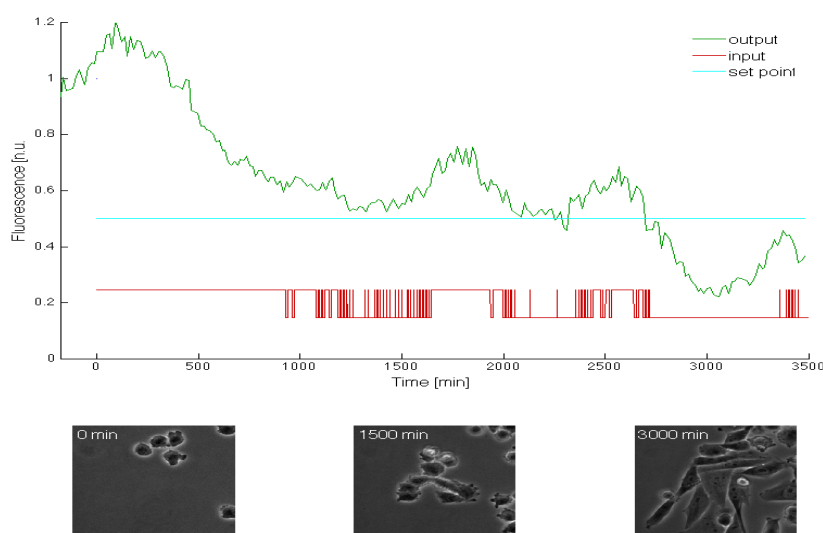 1.2
1
0.8
0.6
0.4
0.2
0
Fluorescence [n.u.
output
input
set point
0
500
1000
1500
2000
2500
3000
3500
Time [min]
0 min
1500 min
3000 min